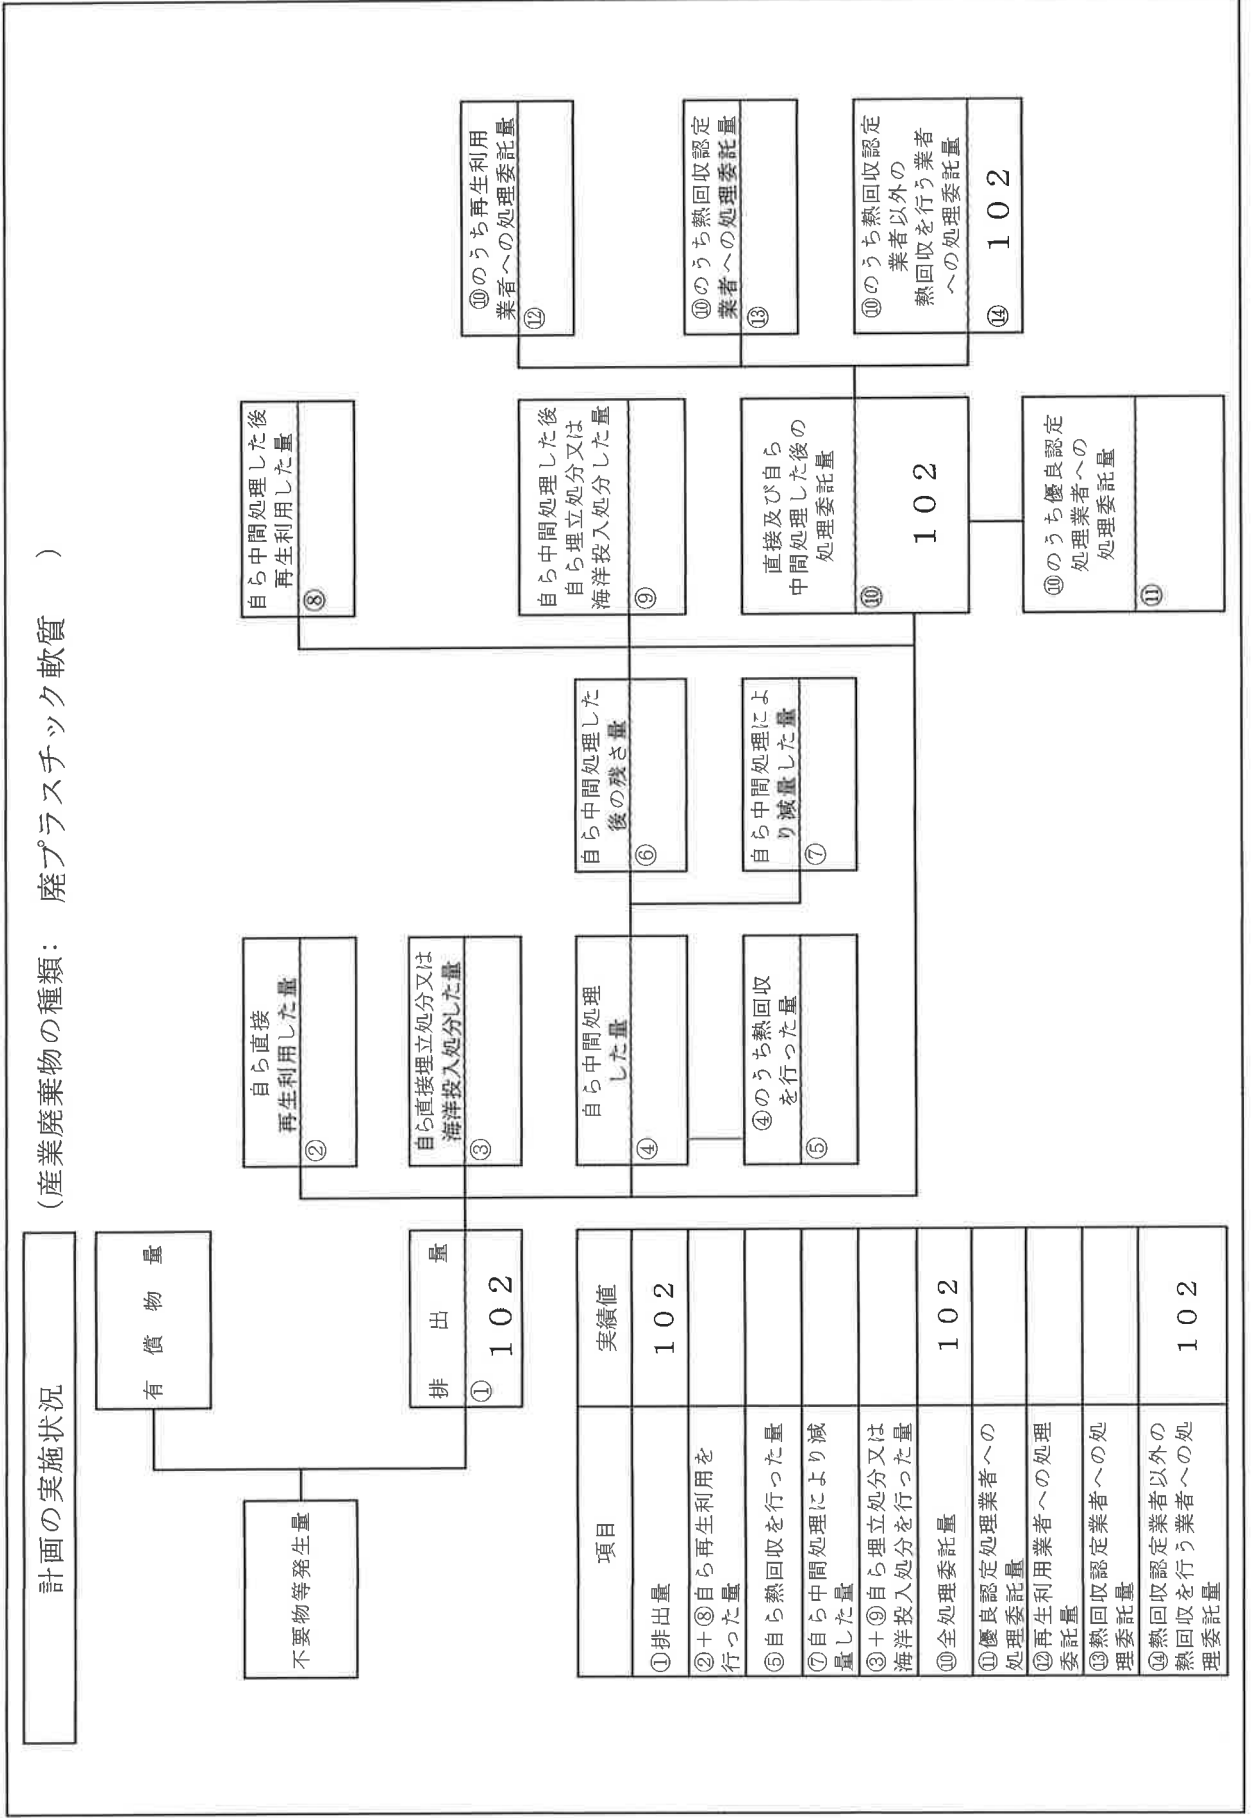 計画の実施状況
(産業廃棄物の種類： 廃プラスチック軟質 )
有償物量
不要物等発生量
排出量
①
102
自ら直接
再生利用した量
②
自ら直接埋立処分又は
海洋投入処分した量
③
自ら中間処理
した量
④
④のうち熱回収
を行った量
⑤
自ら中間処理した
後の残さ量
⑥
自ら中間処理によ
り減量した量
⑦
自ら中間処理した後
再生利用した量
⑧
自ら中間処理した後
自ら埋立処分又は
海洋投入処分した量
⑨
直接及び自ら
中間処理した後の
処理委託量
⑩
102
⑩のうち優良認定
処理業者への
処理委託量
⑪
⑩のうち再生利用
業者への処理委託量
⑫
⑩のうち熱回収認定
業者への処理委託量
⑬
⑩のうち熱回収認定
業者以外の
熱回収を行う業者
への処理委託量
⑭
102
項目 実績値
①排出量 102
②＋⑧自ら再生利用を
行った量
⑤自ら熱回収を行った量
⑦自ら中間処理により減
量した量
③＋⑨自ら埋立処分又は
海洋投入処分を行った量
⑩全処理委託量 102
⑪優良認定処理業者への
処理委託量
⑫再生利用業者への処理
委託量
⑬熱回収認定業者への処
理委託量
⑭熱回収認定業者以外の
熱回収を行う業者への処
理委託量
102